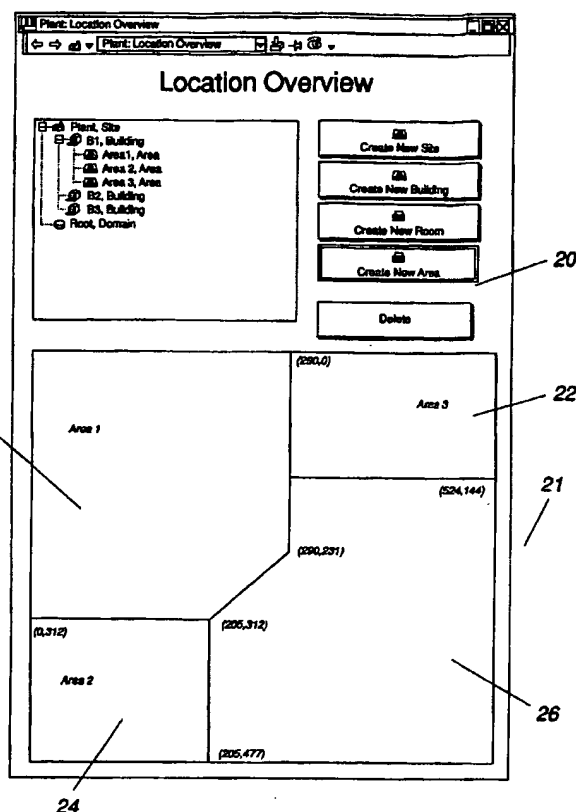 Plant: Location Overview
Plant: Location Overview
Location Overview
Plant, Site
B1, Building
Area1, Area
Area 2, Area
Area 3, Area
B2, Building
B3, Building
Root, Domain
Create New Site
Create New Building
Create New Room
Create New Area
Delete
20
(290,0)
Area 3
22
Area 1
(524,144)
21
(290,231)
(0,312)
(205,312)
Area 2
26
(205,477)
24